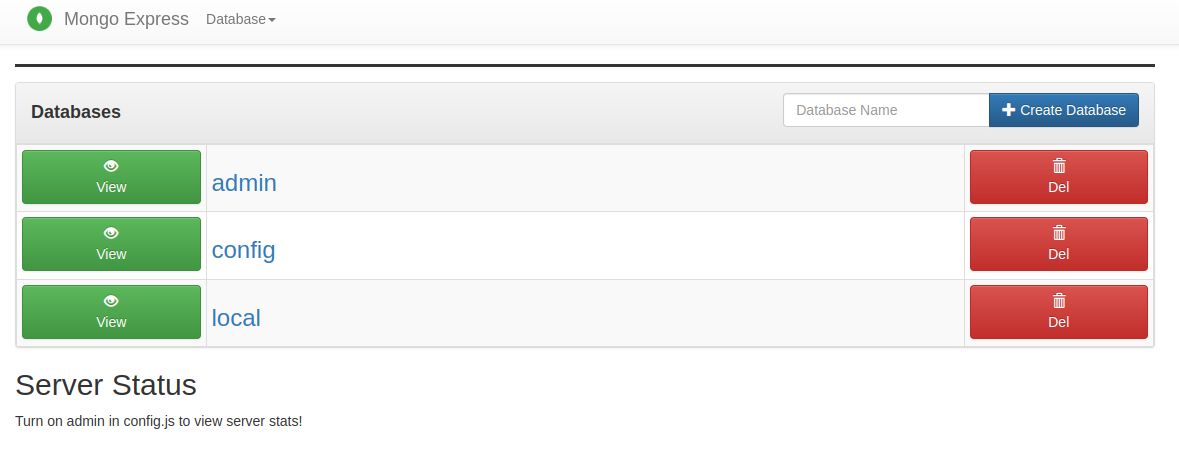 Mongo Express Database
Databases Database Name Create Database
View
admin
Del
View
config
Del
View
local
Del
Server Status
Turn on admin in config.js to view server stats!